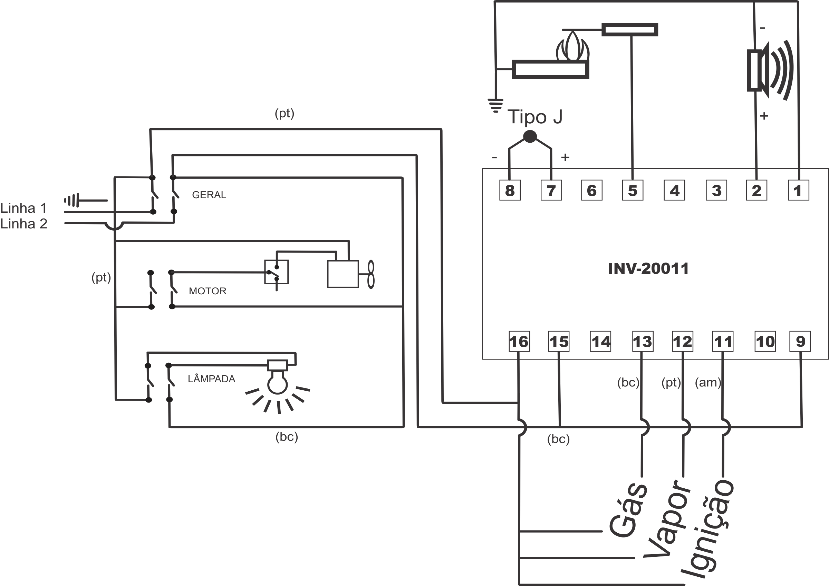 (pt)
Tipo J
- +
- 
+
8 7 6 5 4 3 2 1
GERAL
Linha 1
Linha 2
INV-20011
(pt)
MOTOR
16 15 14 13 12 11 10 9
LÂMPADA
(bc) (pt) (am)
(bc)
(bc)
Gás
Vapor
Ignição